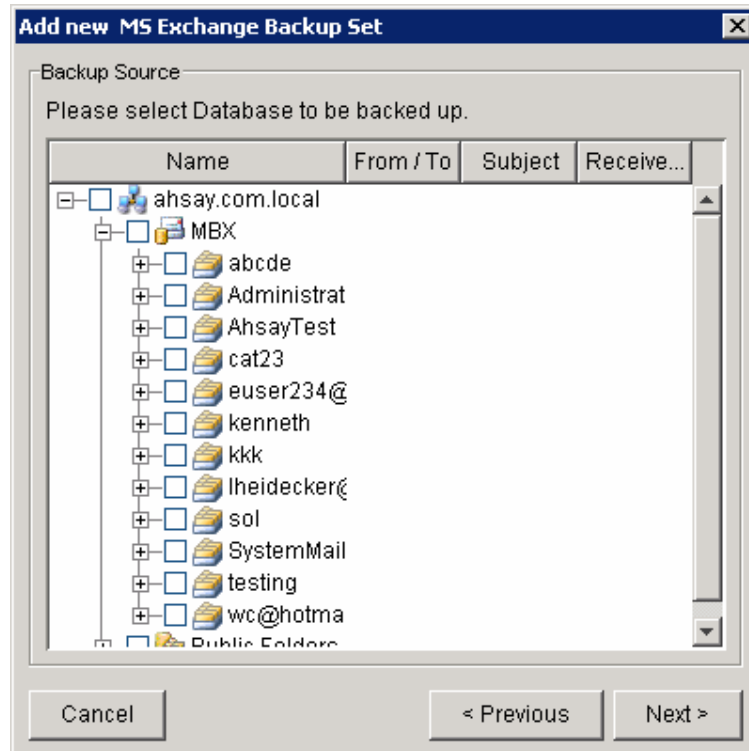 Add new MS Exchange Backup Set
Backup Source
Please select Database to be backed up.
Name From / To Subject Receive...
ahsay.com.local
MBX
abcde
Administrat
AhsayTest
cat23
euser234@
kenneth
kkk
lheidecker@
sol
SystemMail
testing
wc@hotma
Public Folders
Cancel < Previous Next >